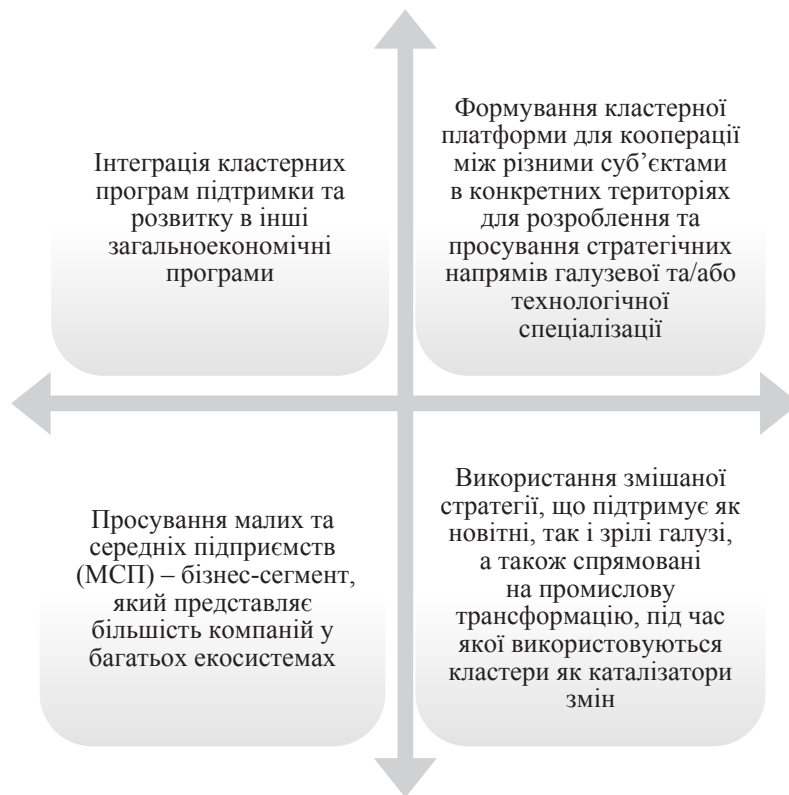 Інтеграція кластерних
програм підтримки та
розвитку в інші
загальноекономічні
програми
Формування кластерної
платформи для кооперації
між різними суб’єктами
в конкретних територіях
для розроблення та
просування стратегічних
напрямів галузевої та/або
технологічної
спеціалізації
Просування малих та
середніх підприємств
(МСП) – бізнес-сегмент,
який представляє
більшість компаній у
багатьох екосистемах
Використання змішаної
стратегії, що підтримує як
новітні, так і зрілі галузі,
а також спрямовані
на промислову
трансформацію, під час
якої використовуються
кластери як каталізатори
змін